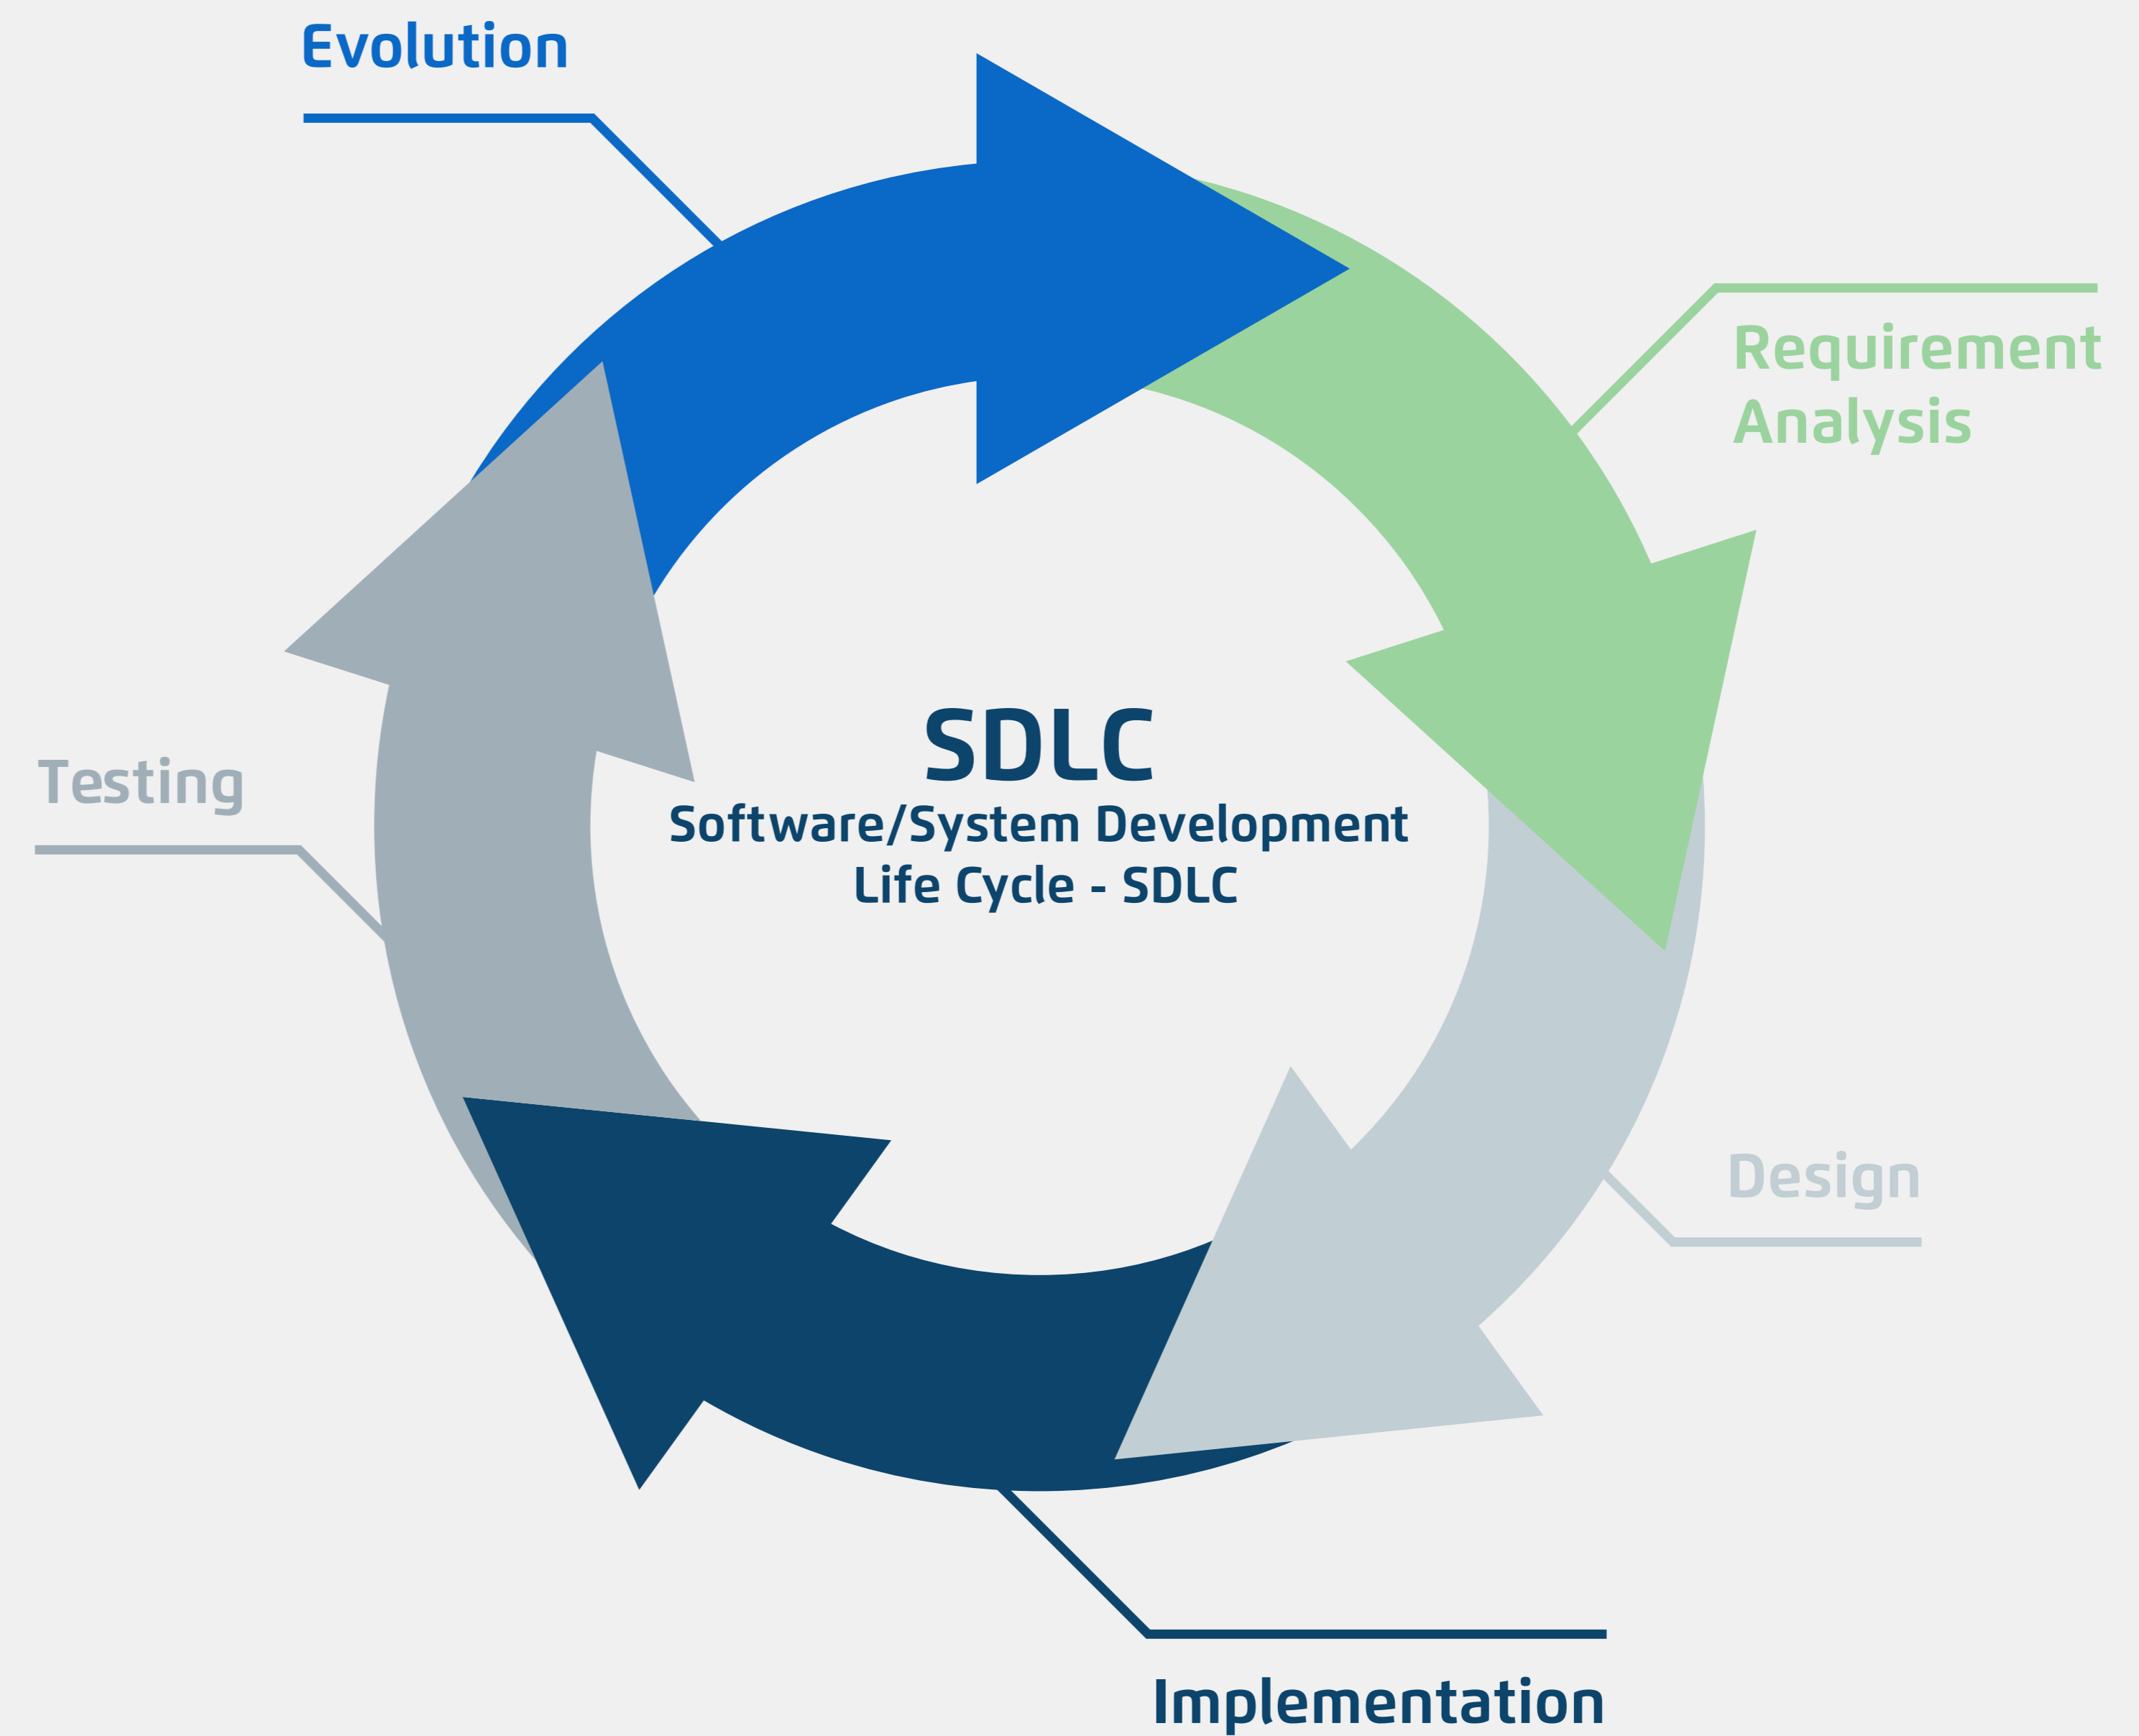 Evolution
Requirement
Analysis
SDLC
Software/System Development
Life Cycle - SDLC
Testing
Design
Implementation